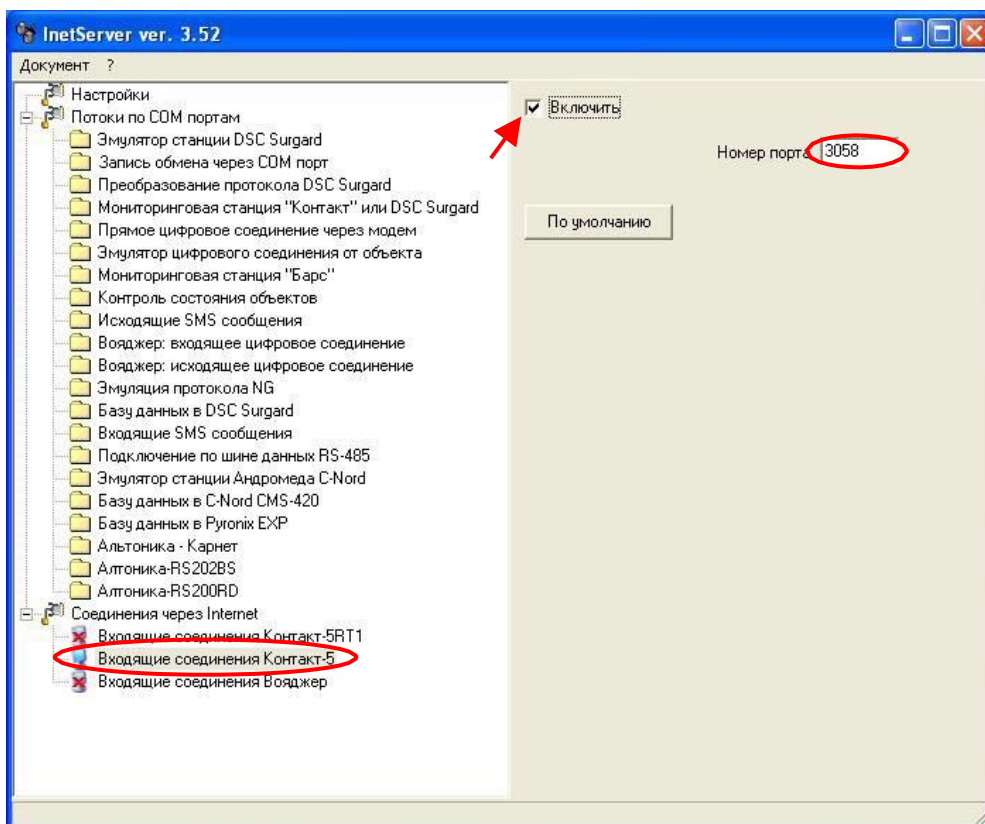 InetServer ver. 3.52
Документ ?
Настройки
Потоки по COM портам
Эмулятор станции DSC Surgard
Запись обмена через COM порт
Преобразование протокола DSC Surgard
Мониторинговая станция "Контакт" или DSC Surgard
Прямое цифровое соединение через модем
Эмулятор цифрового соединения от объекта
Мониторинговая станция "Барс"
Контроль состояния объектов
Исходящие SMS сообщения
Вояджер: входящее цифровое соединение
Вояджер: исходящее цифровое соединение
Эмуляция протокола NG
Базу данных в DSC Surgard
Входящие SMS сообщения
Подключение по шине данных RS-485
Эмулятор станции Андромеда C-Nord
Базу данных в C-Nord CMS-420
Базу данных в Pyronix EXP
Альтоника - Карнет
Алтоника-RS202BS
Алтоника-RS200RD
Соединения через Internet
Входящие соединения Контакт-5RT1
Входящие соединения Контакт-5
Входящие соединения Вояджер
Включить
Номер порта 3058
По умолчанию